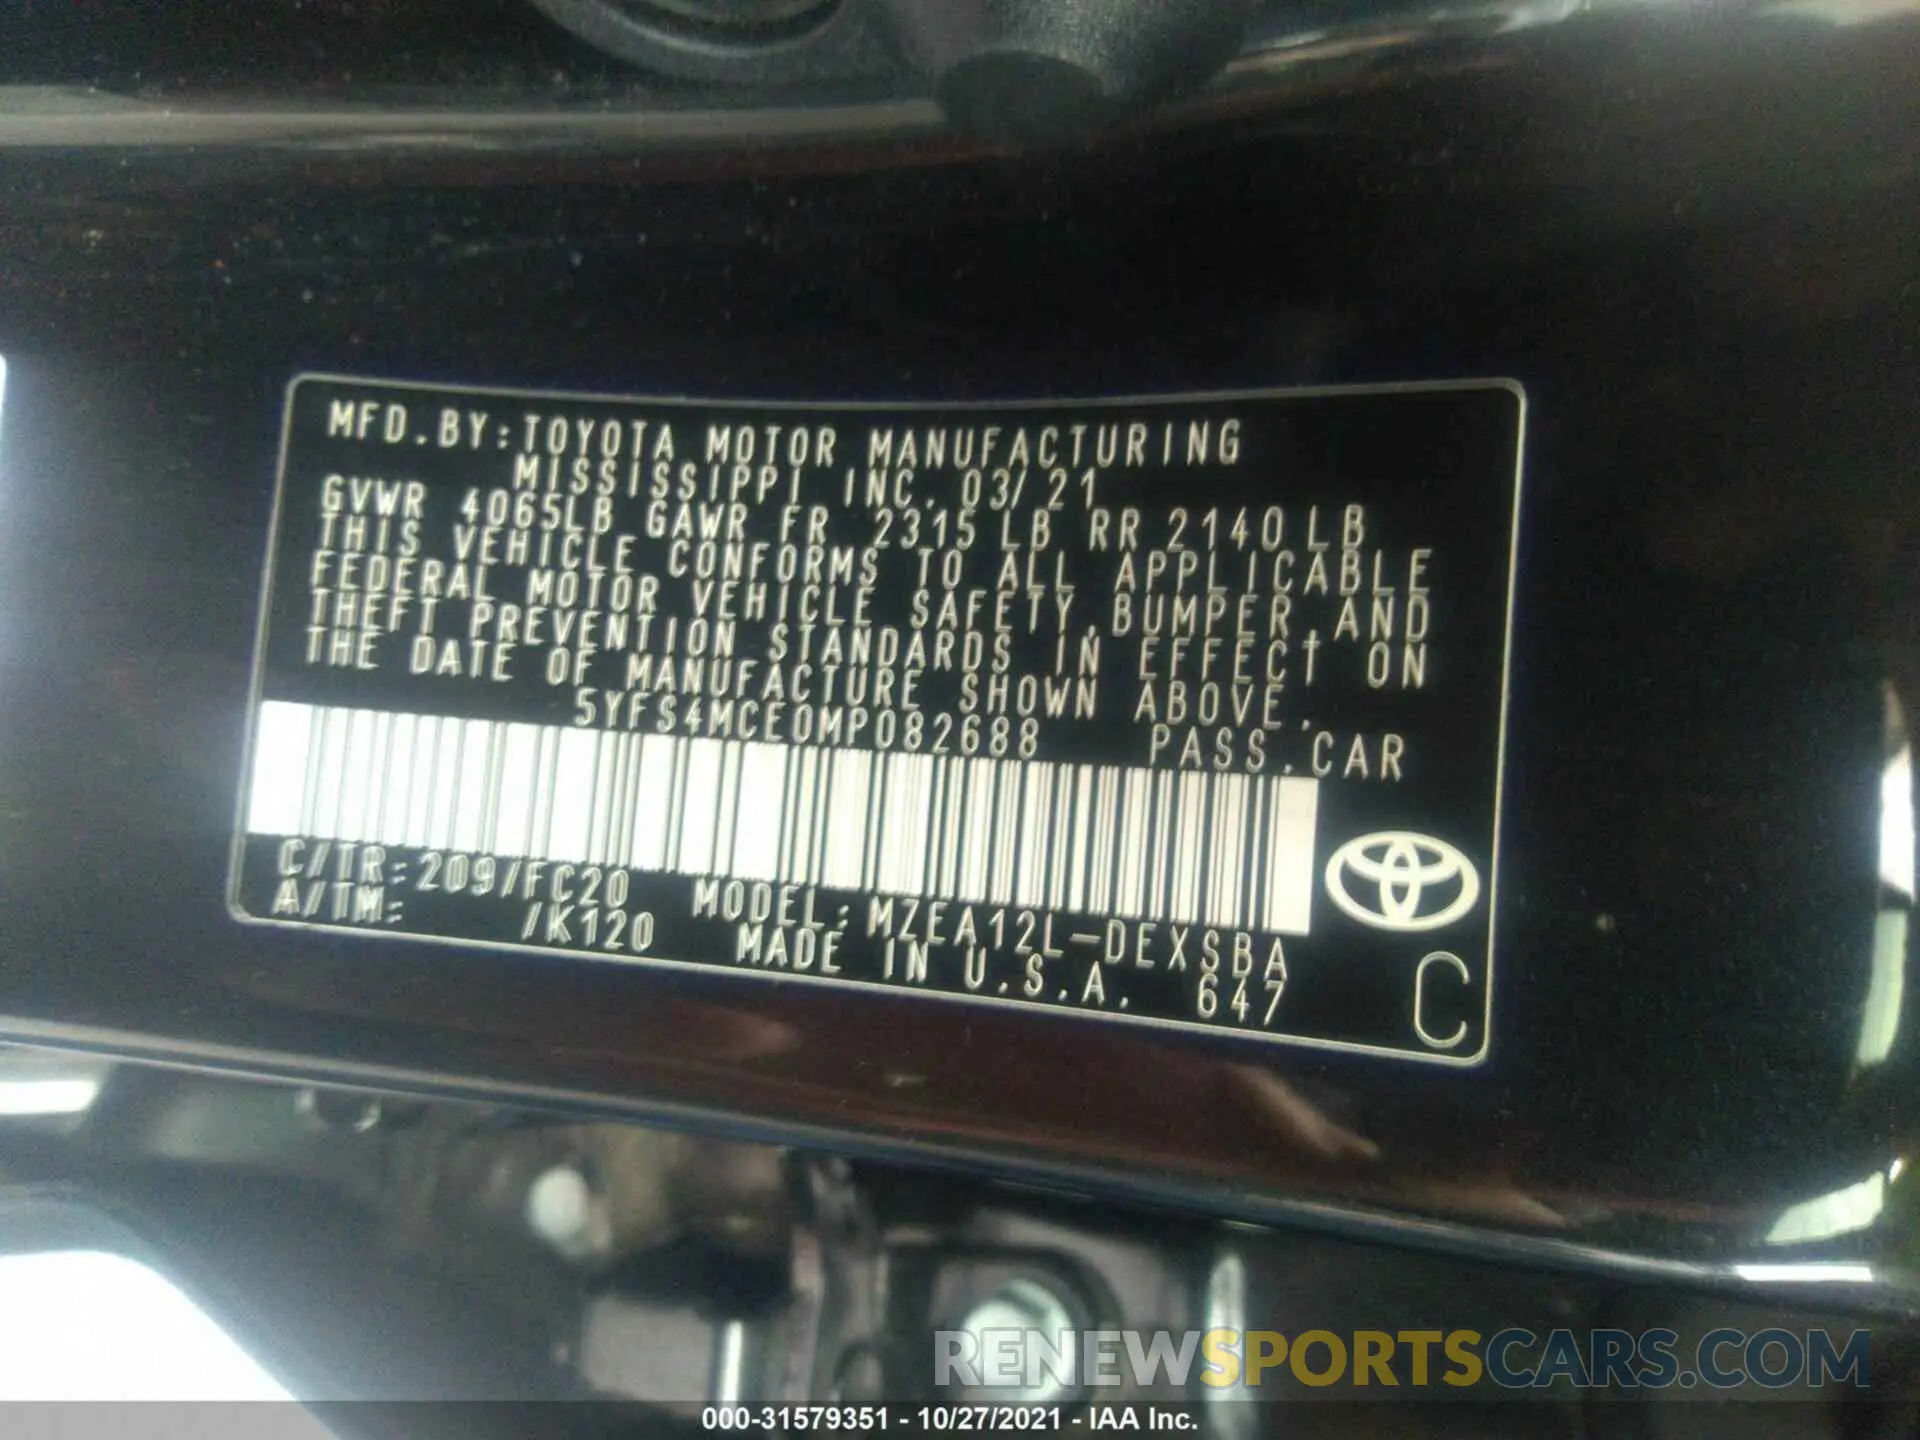 MFD.BY:TOYOTA MOTOR MANUFACTURING
MISSISSIPPI INC. 03/21
GVWR 4065LB GAWR FR 2315 LB RR 2140 LB
THIS VEHICLE CONFORMS TO ALL APPLICABLE
FEDERAL MOTOR VEHICLE SAFETY,BUMPER,AND
THEFT PREVENTION STANDARDS IN EFFECT ON
THE DATE OF MANUFACTURE SHOWN ABOVE.
5YFS4MCE0MP082688 PASS.CAR
C/TR:209/FC20 MODEL:MZEA12L-DEXSBA
A/TM: /K120 MADE IN U.S.A. 647
C
RENEWSPORTSCARS.COM
000-31579351 - 10/27/2021 - IAA Inc.